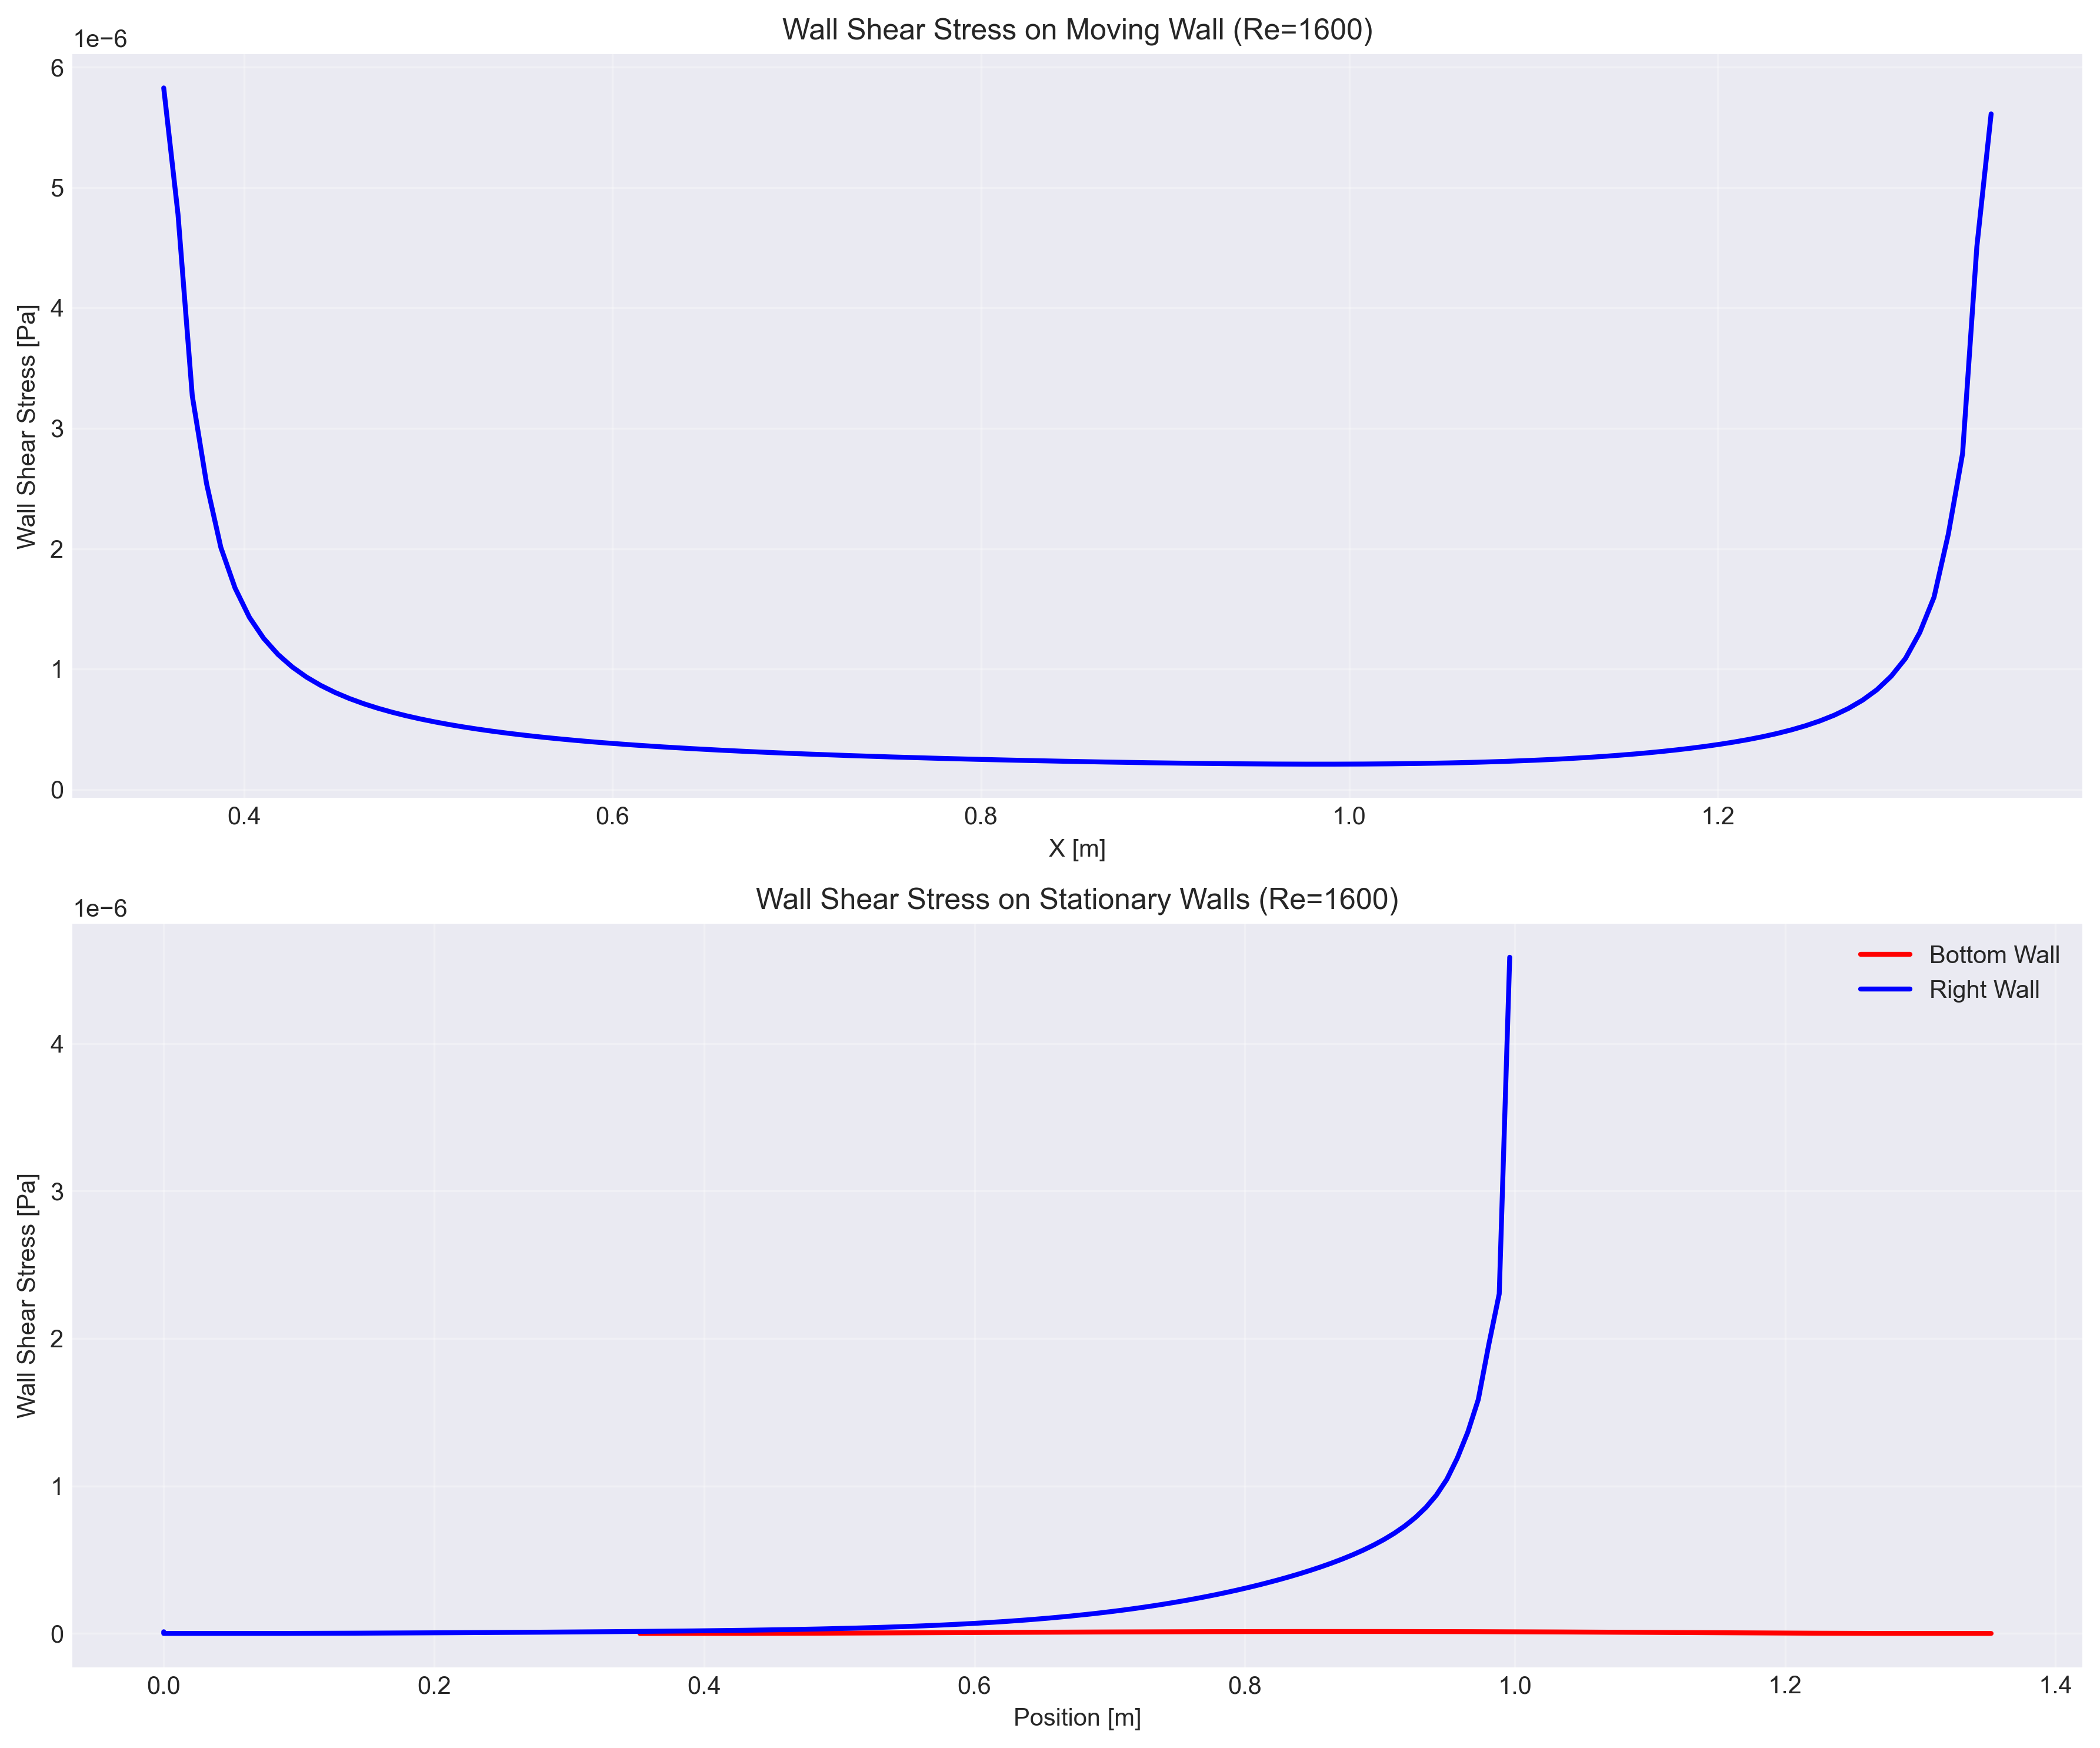 Wall Shear Stress on Moving Wall (Re=1600)
1e−6
6
5
4
3
2
1
0
Wall Shear Stress [Pa]
0.4 0.6 0.8 1.0 1.2
X [m]
Wall Shear Stress on Stationary Walls (Re=1600)
1e−6
Bottom Wall
Right Wall
4
3
2
1
0
Wall Shear Stress [Pa]
0.0 0.2 0.4 0.6 0.8 1.0 1.2 1.4
Position [m]